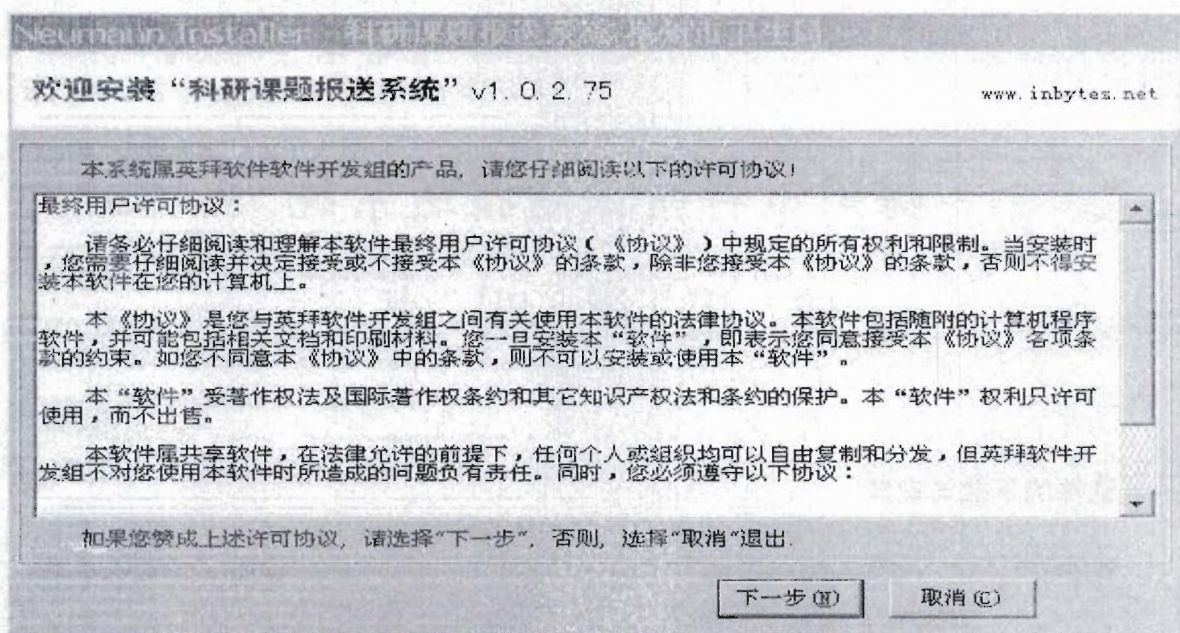 Neumann Installer - 科研课题报送系统
欢迎安装“科研课题报送系统” v1.0.2.75
www.inbytez.net
本系统属英拜软件软件开发组的产品, 请您仔细阅读以下的许可协议!
最终用户许可协议：
请务必仔细阅读和理解本软件最终用户许可协议（《协议》）中规定的所有权利和限制。当安装时
，您需要仔细阅读并决定接受或不接受本《协议》的条款，除非您接受本《协议》的条款，否则不得安
装本软件在您的计算机上。
本《协议》是您与英拜软件开发组之间有关使用本软件的法律协议。本软件包括随附的计算机程序
软件，并可能包括相关文档和印刷材料。您一旦安装本“软件”，即表示您同意接受本《协议》各项条
款的约束。如您不同意本《协议》中的条款，则不可以安装或使用本“软件”。
本“软件”受著作权法及国际著作权条约和其它知识产权法和条约的保护。本“软件”权利只许可
使用，而不出售。
本软件属共享软件，在法律允许的前提下，任何个人或组织均可以自由复制和分发，但英拜软件开
发组不对您使用本软件时所造成的问题负有责任。同时，您必须遵守以下协议：
如果您赞成上述许可协议, 请选择“下一步”, 否则, 选择“取消”退出.
下一步(N)
取消(C)